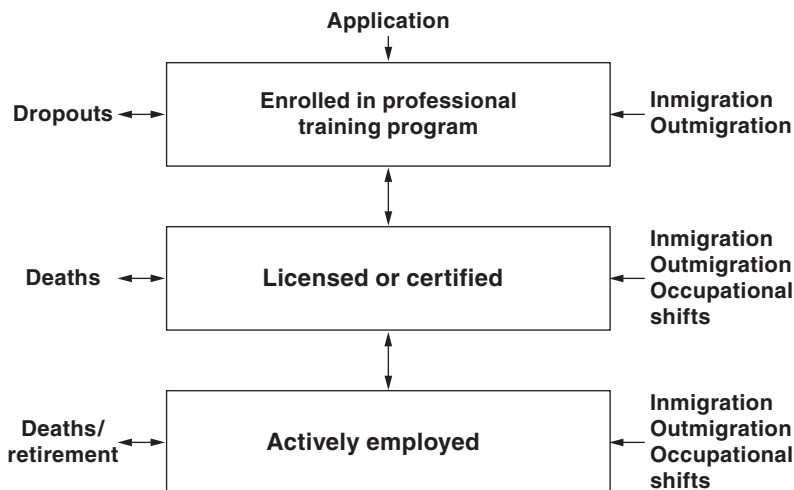 Application
Enrolled in professional
training program
Dropouts
Inmigration
Outmigration
Licensed or certified
Deaths
Inmigration
Outmigration
Occupational
shifts
Actively employed
Deaths/
retirement
Inmigration
Outmigration
Occupational
shifts